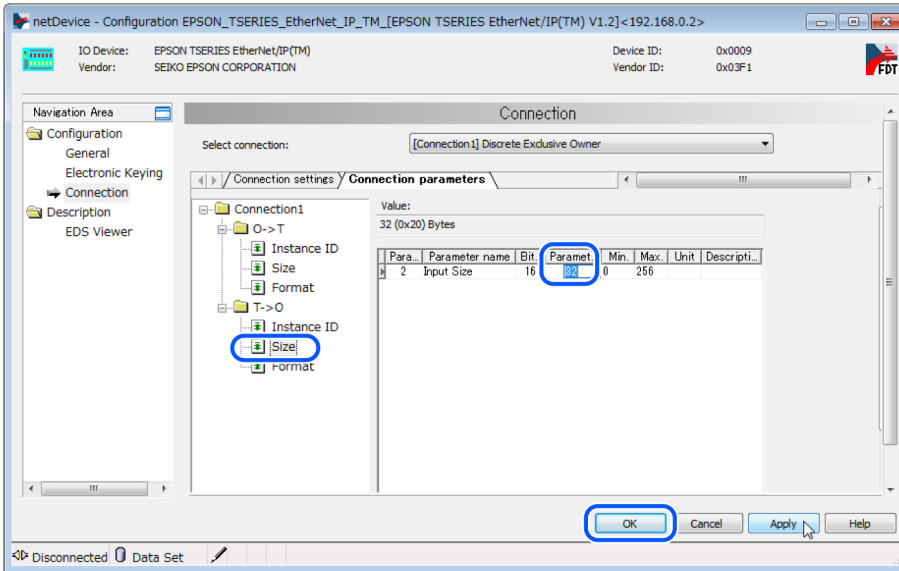 netDevice - Configuration EPSON_TSERIES_EtherNet_IP_TM_[EPSON TSERIES EtherNet/IP(TM) V1.2]<192.168.0.2>
IO Device: EPSON TSERIES EtherNet/IP(TM) Device ID: 0x0009
Vendor: SEIKO EPSON CORPORATION Vendor ID: 0x03F1
FDT
Navigation Area
Configuration
General
Electronic Keying
Connection
Description
EDS Viewer
Connection
Select connection: [Connection1] Discrete Exclusive Owner
Connection settings Connection parameters
Connection1
O->T
Instance ID
Size
Format
T->O
Instance ID
Size
Format
Value:
32 (0x20) Bytes
Para... Parameter name Bit. Paramet. Min. Max. Unit Descripti...
2 Input Size 16 32 0 256
OK Cancel Apply Help
Disconnected Data Set